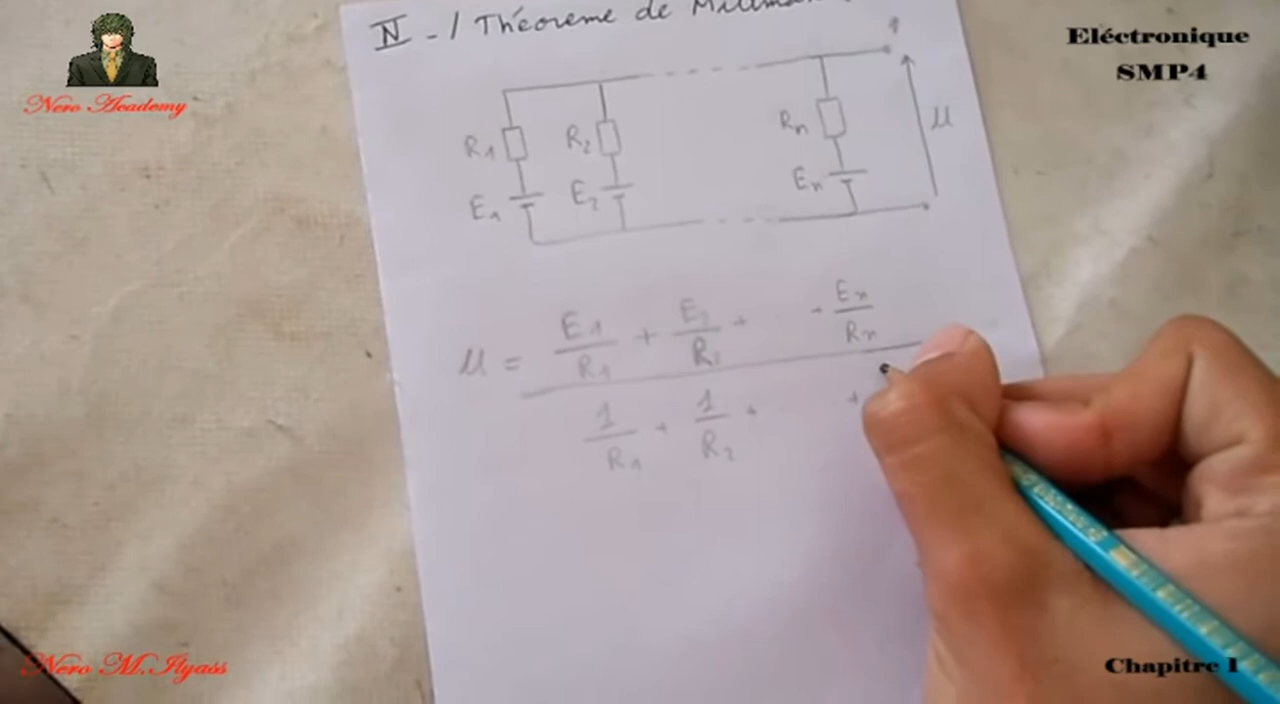 IV - / Théoreme de Millman
Nero Academy
Eléctronique
SMP4
R1 R2 Rn U
E1 E2 En
U = E1/R1 + E2/R2 + + En/Rn
1/R1 + 1/R2 + +
Nero M.Ilyass
Chapitre I